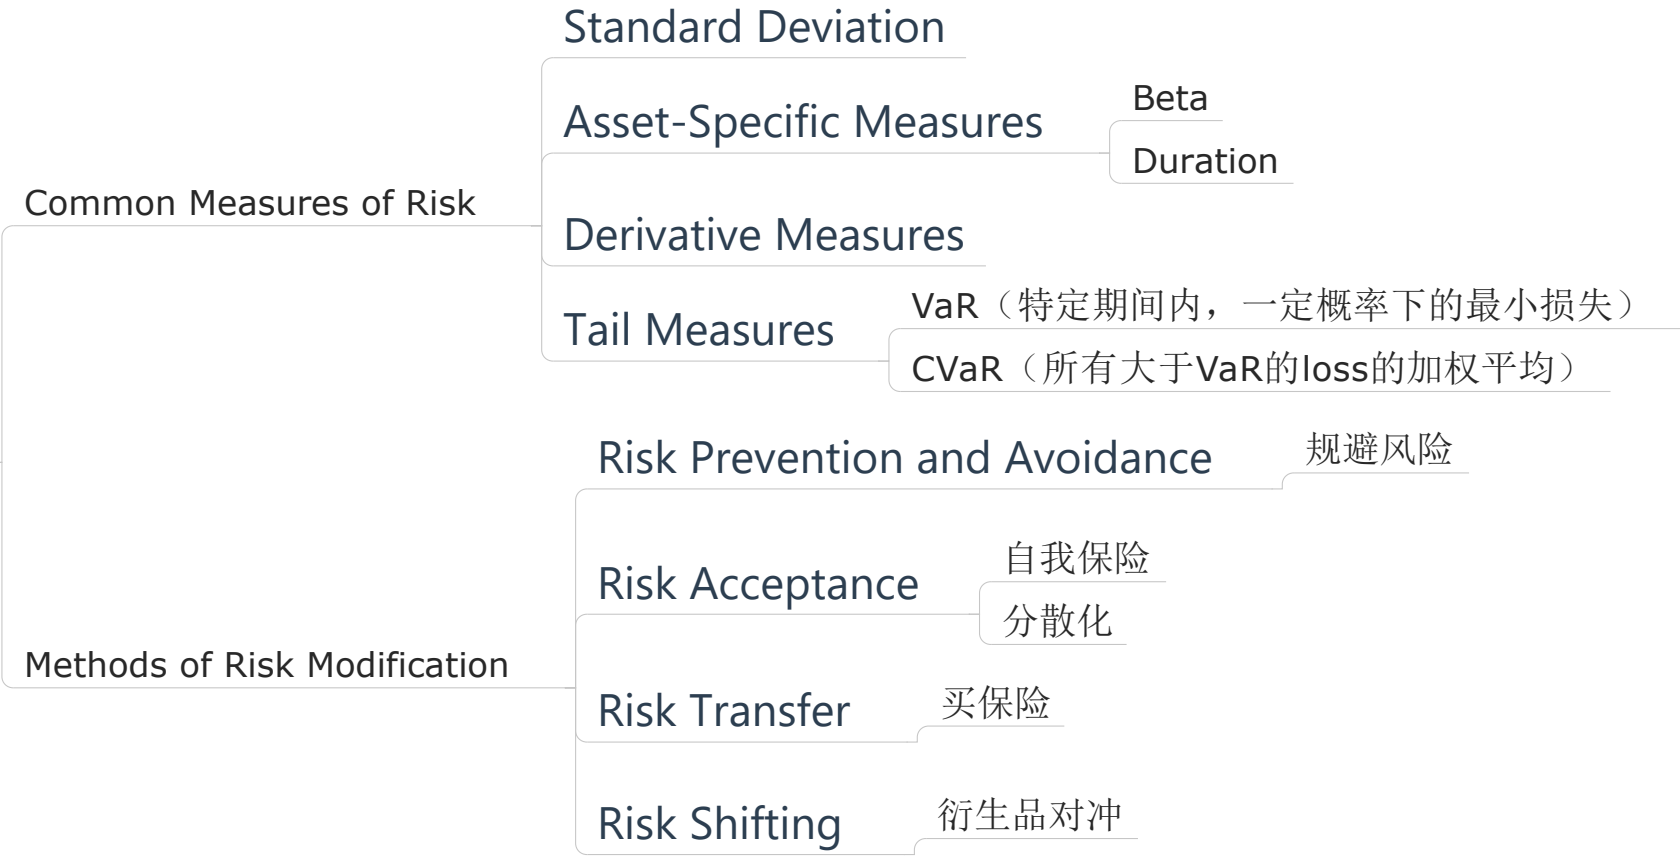 Common Measures of Risk
Standard Deviation
Asset-Specific Measures
Beta
Duration
Derivative Measures
Tail Measures
VaR（特定期间内，一定概率下的最小损失）
CVaR（所有大于VaR的loss的加权平均）
Methods of Risk Modification
Risk Prevention and Avoidance
规避风险
Risk Acceptance
自我保险
分散化
Risk Transfer
买保险
Risk Shifting
衍生品对冲